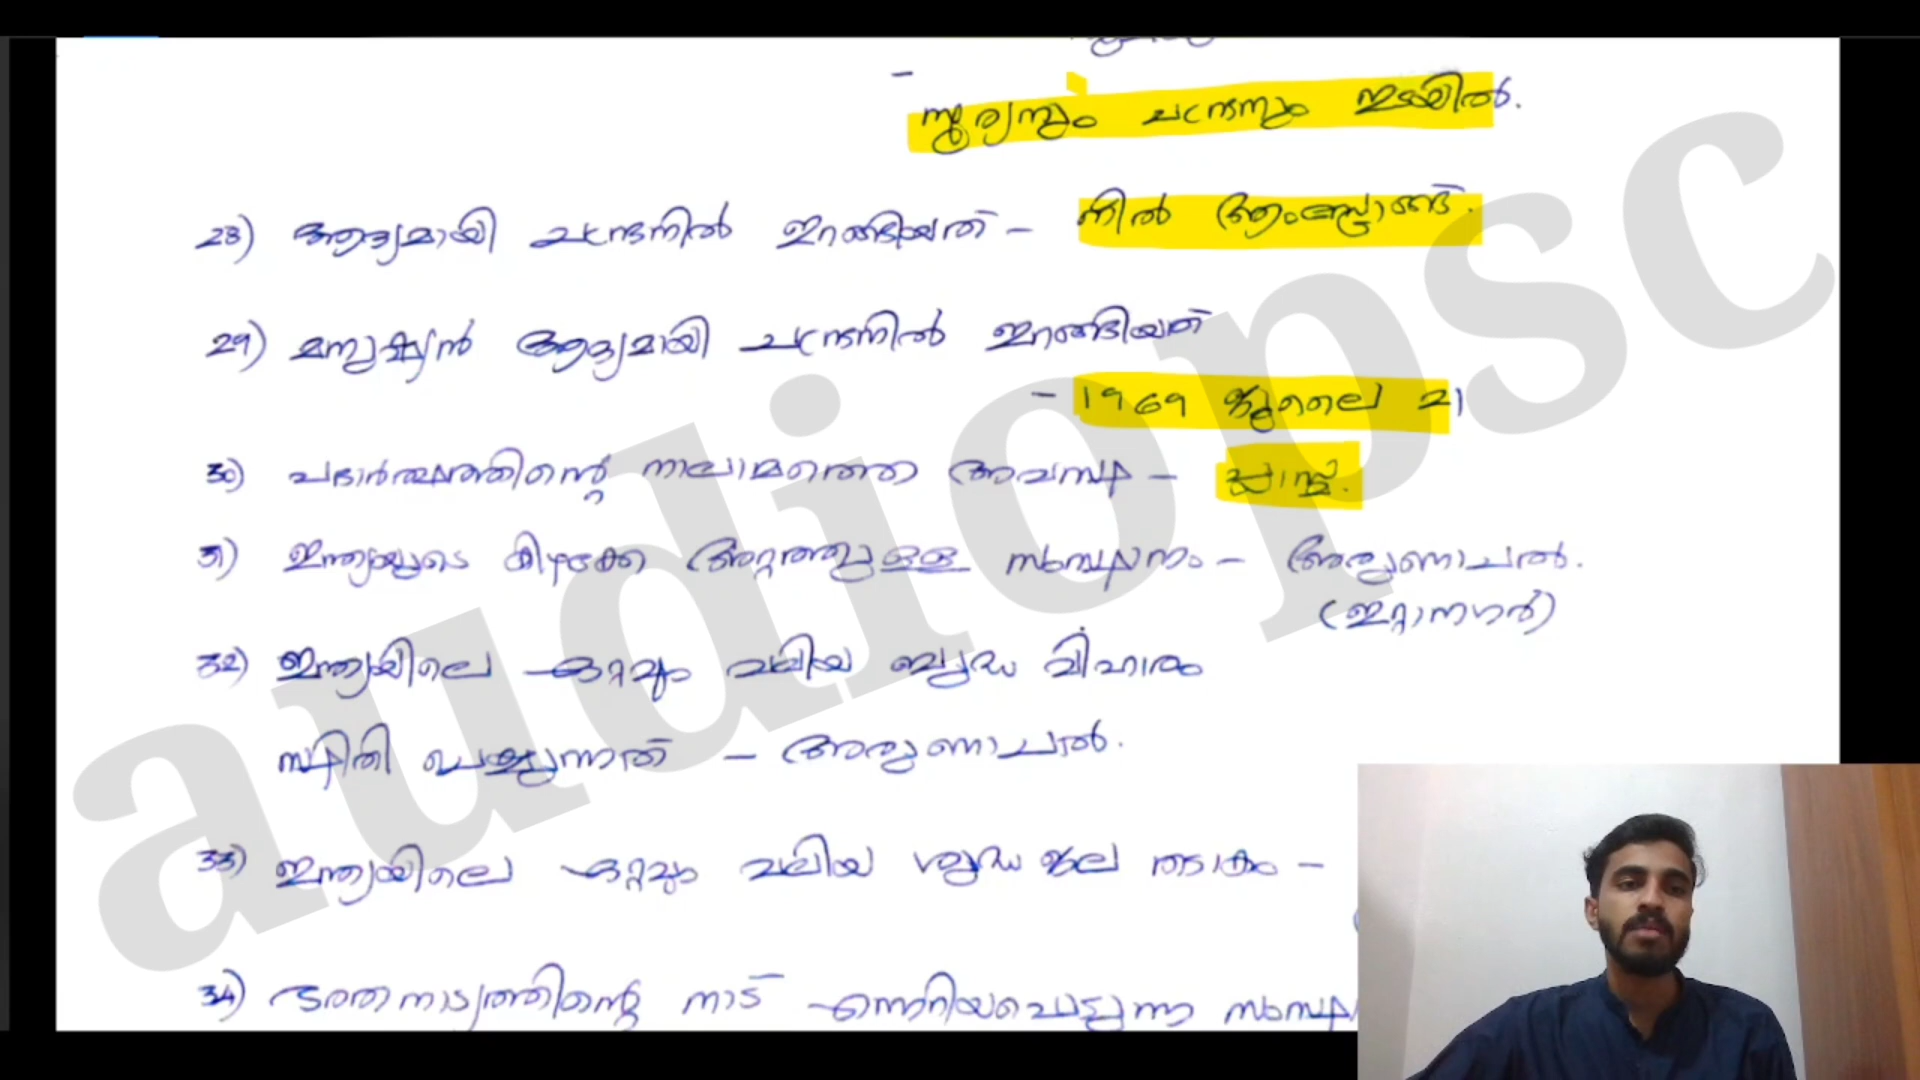 -
സൂര്യനും ചന്ദ്രനും ഇടയിൽ.
28) ആദ്യമായി ചന്ദ്രനിൽ ഇറങ്ങിയത് - നീൽ ആംസ്ട്രോങ്ങ്.
29) മനുഷ്യൻ ആദ്യമായി ചന്ദ്രനിൽ ഇറങ്ങിയത്
- 1969 ജൂലൈ 21
30) പദാർത്ഥത്തിന്റെ നാലാമത്തെ അവസ്ഥ - പ്ലാസ്മ.
31) ഇന്ത്യയുടെ കിഴക്കേ അറ്റത്തുള്ള സംസ്ഥാനം - അരുണാചൽ.
(ഇറ്റാനഗർ)
32) ഇന്ത്യയിലെ ഏറ്റവും വലിയ ബുദ്ധ വിഹാരം
സ്ഥിതി ചെയ്യുന്നത് - അരുണാചൽ.
33) ഇന്ത്യയിലെ ഏറ്റവും വലിയ ശുദ്ധ ജല തടാകം -
34) ഭരതനാട്യത്തിന്റെ നാട് എന്നറിയപ്പെടുന്ന സംസ്ഥാ
audiopsc